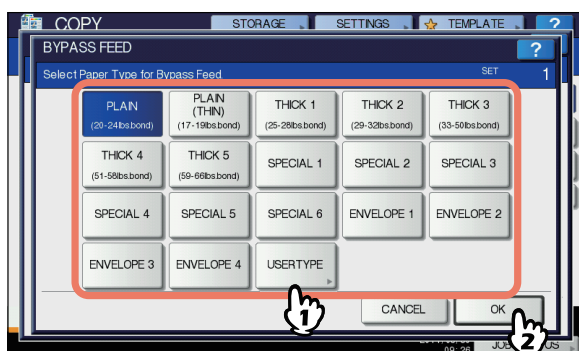 COPY STORAGE SETTINGS TEMPLATE ?
BYPASS FEED ?
Select Paper Type for Bypass Feed SET 1
PLAIN
(20-24lbs.bond)
PLAIN
(THIN)
(17-19lbs.bond)
THICK 1
(25-28lbs.bond)
THICK 2
(29-32lbs.bond)
THICK 3
(33-50lbs.bond)
THICK 4
(51-58lbs.bond)
THICK 5
(59-66lbs.bond)
SPECIAL 1
SPECIAL 2
SPECIAL 3
SPECIAL 4
SPECIAL 5
SPECIAL 6
ENVELOPE 1
ENVELOPE 2
ENVELOPE 3
ENVELOPE 4
USERTYPE
1
CANCEL
OK
2
09:26